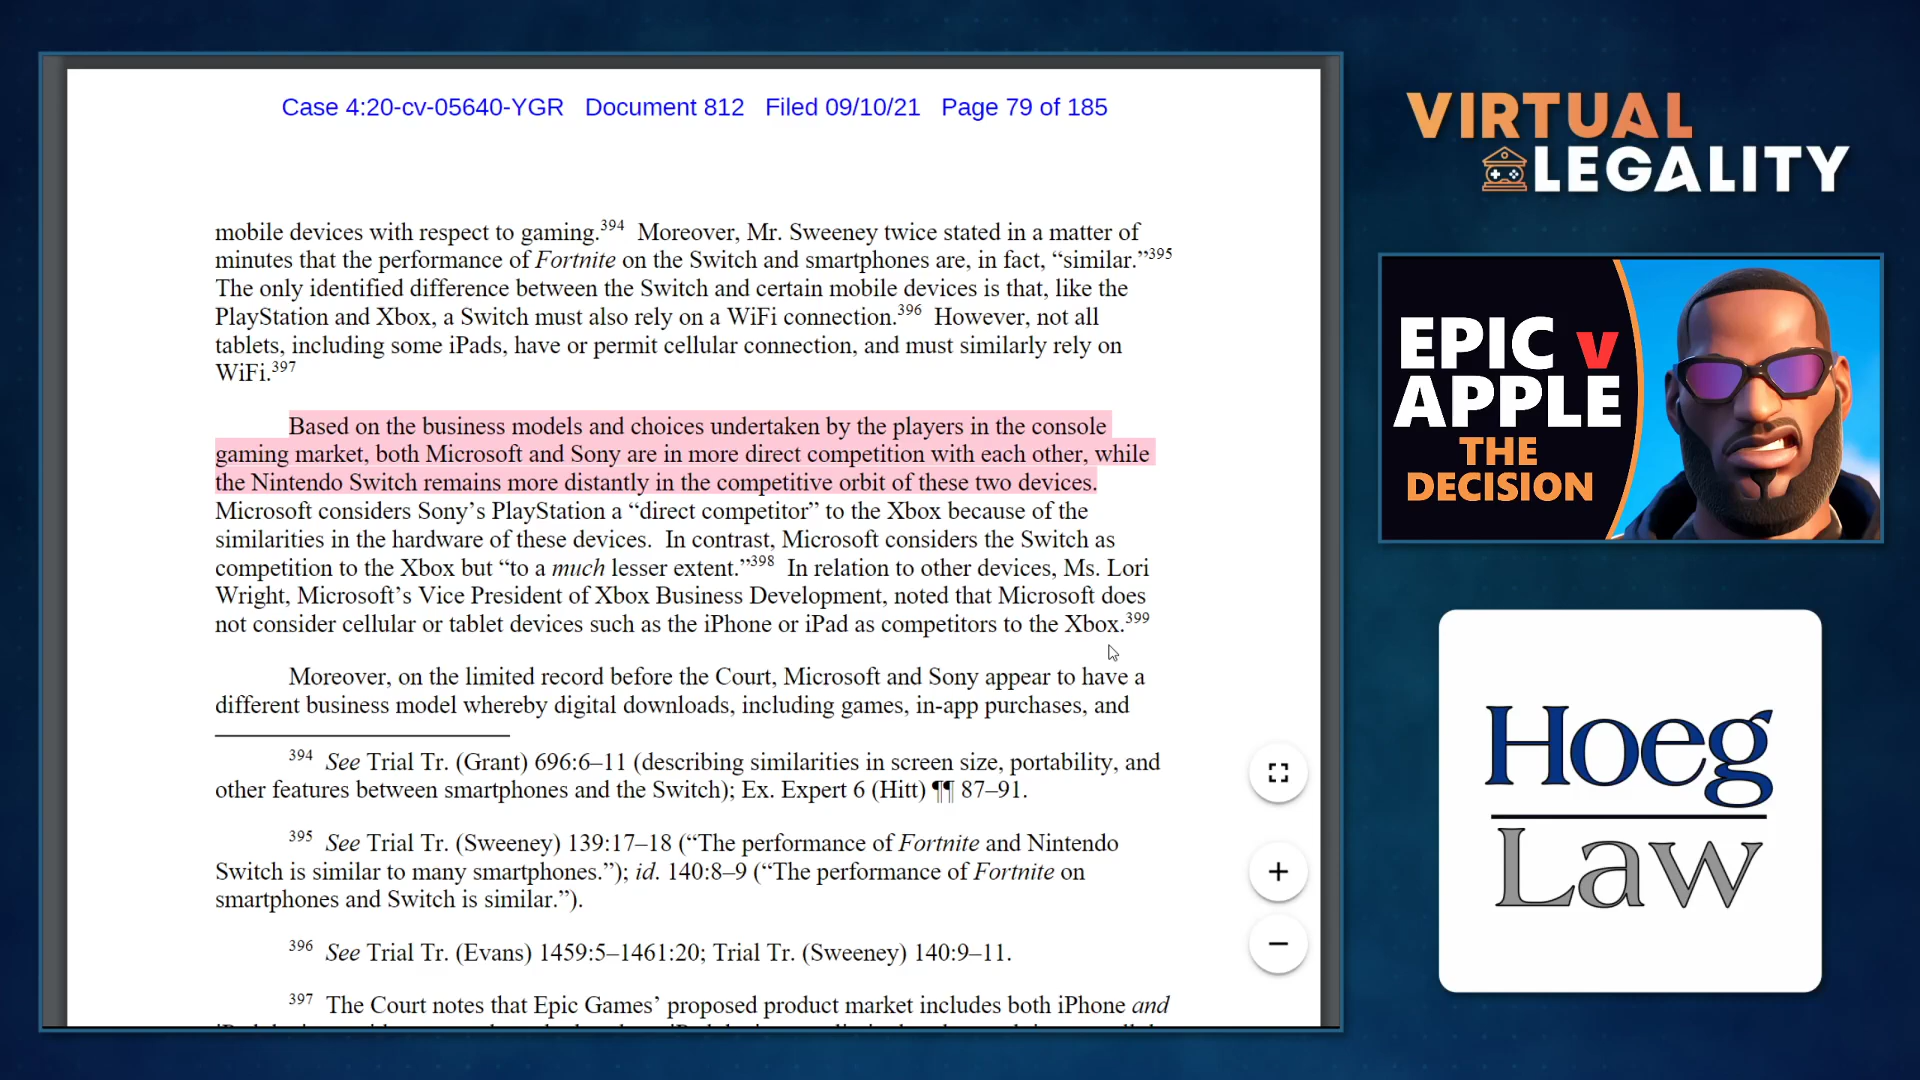 Case 4:20-cv-05640-YGR Document 812 Filed 09/10/21 Page 79 of 185
mobile devices with respect to gaming.394 Moreover, Mr. Sweeney twice stated in a matter of
minutes that the performance of Fortnite on the Switch and smartphones are, in fact, “similar.”395
The only identified difference between the Switch and certain mobile devices is that, like the
PlayStation and Xbox, a Switch must also rely on a WiFi connection.396 However, not all
tablets, including some iPads, have or permit cellular connection, and must similarly rely on
WiFi.397
Based on the business models and choices undertaken by the players in the console
gaming market, both Microsoft and Sony are in more direct competition with each other, while
the Nintendo Switch remains more distantly in the competitive orbit of these two devices.
Microsoft considers Sony’s PlayStation a “direct competitor” to the Xbox because of the
similarities in the hardware of these devices. In contrast, Microsoft considers the Switch as
competition to the Xbox but “to a much lesser extent.”398 In relation to other devices, Ms. Lori
Wright, Microsoft’s Vice President of Xbox Business Development, noted that Microsoft does
not consider cellular or tablet devices such as the iPhone or iPad as competitors to the Xbox.399
Moreover, on the limited record before the Court, Microsoft and Sony appear to have a
different business model whereby digital downloads, including games, in-app purchases, and
394 See Trial Tr. (Grant) 696:6–11 (describing similarities in screen size, portability, and
other features between smartphones and the Switch); Ex. Expert 6 (Hitt) ¶¶ 87–91.
395 See Trial Tr. (Sweeney) 139:17–18 (“The performance of Fortnite and Nintendo
Switch is similar to many smartphones.”); id. 140:8–9 (“The performance of Fortnite on
smartphones and Switch is similar.”).
396 See Trial Tr. (Evans) 1459:5–1461:20; Trial Tr. (Sweeney) 140:9–11.
397 The Court notes that Epic Games’ proposed product market includes both iPhone and
VIRTUAL
LEGALITY
EPIC v
APPLE
THE
DECISION
Hoeg
Law